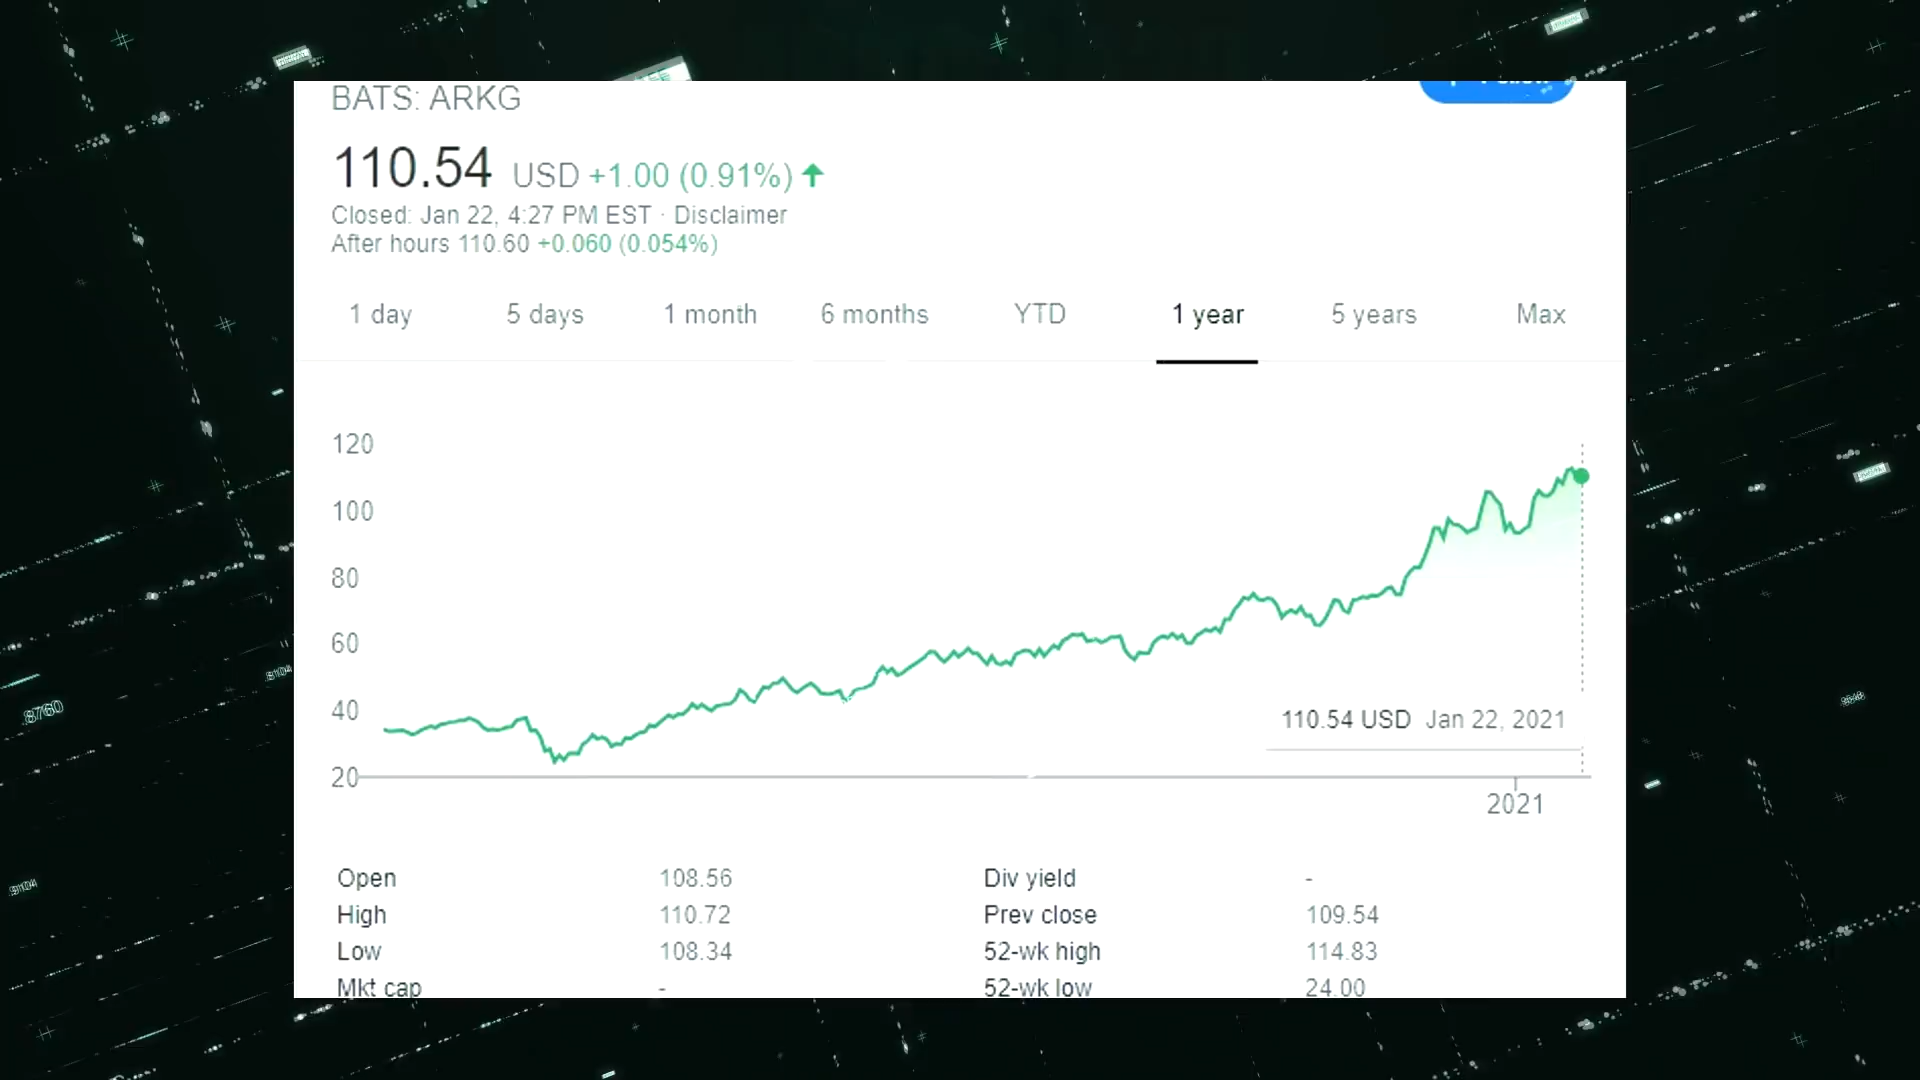 BATS: ARKG
110.54 USD +1.00 (0.91%)
Closed: Jan 22, 4:27 PM EST · Disclaimer
After hours 110.60 +0.060 (0.054%)
1 day 5 days 1 month 6 months YTD 1 year 5 years Max
120
100
80
60
40
110.54 USD Jan 22, 2021
20
2021
Open 108.56 Div yield -
High 110.72 Prev close 109.54
Low 108.34 52-wk high 114.83
Mkt cap - 52-wk low 24.00
.8760